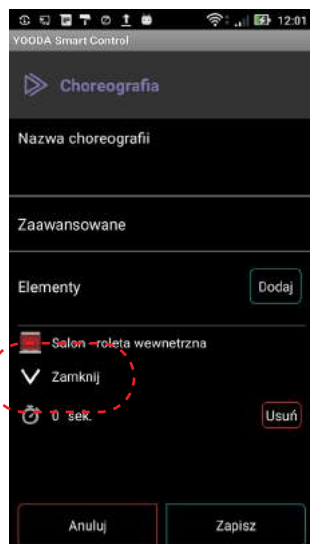 12:01
YOODA Smart Control
Choreografia
Nazwa choreografii
Zaawansowane
Elementy Dodaj
Salon - roleta wewnetrzna
Zamknij
0 sek. Usuń
Anuluj Zapisz